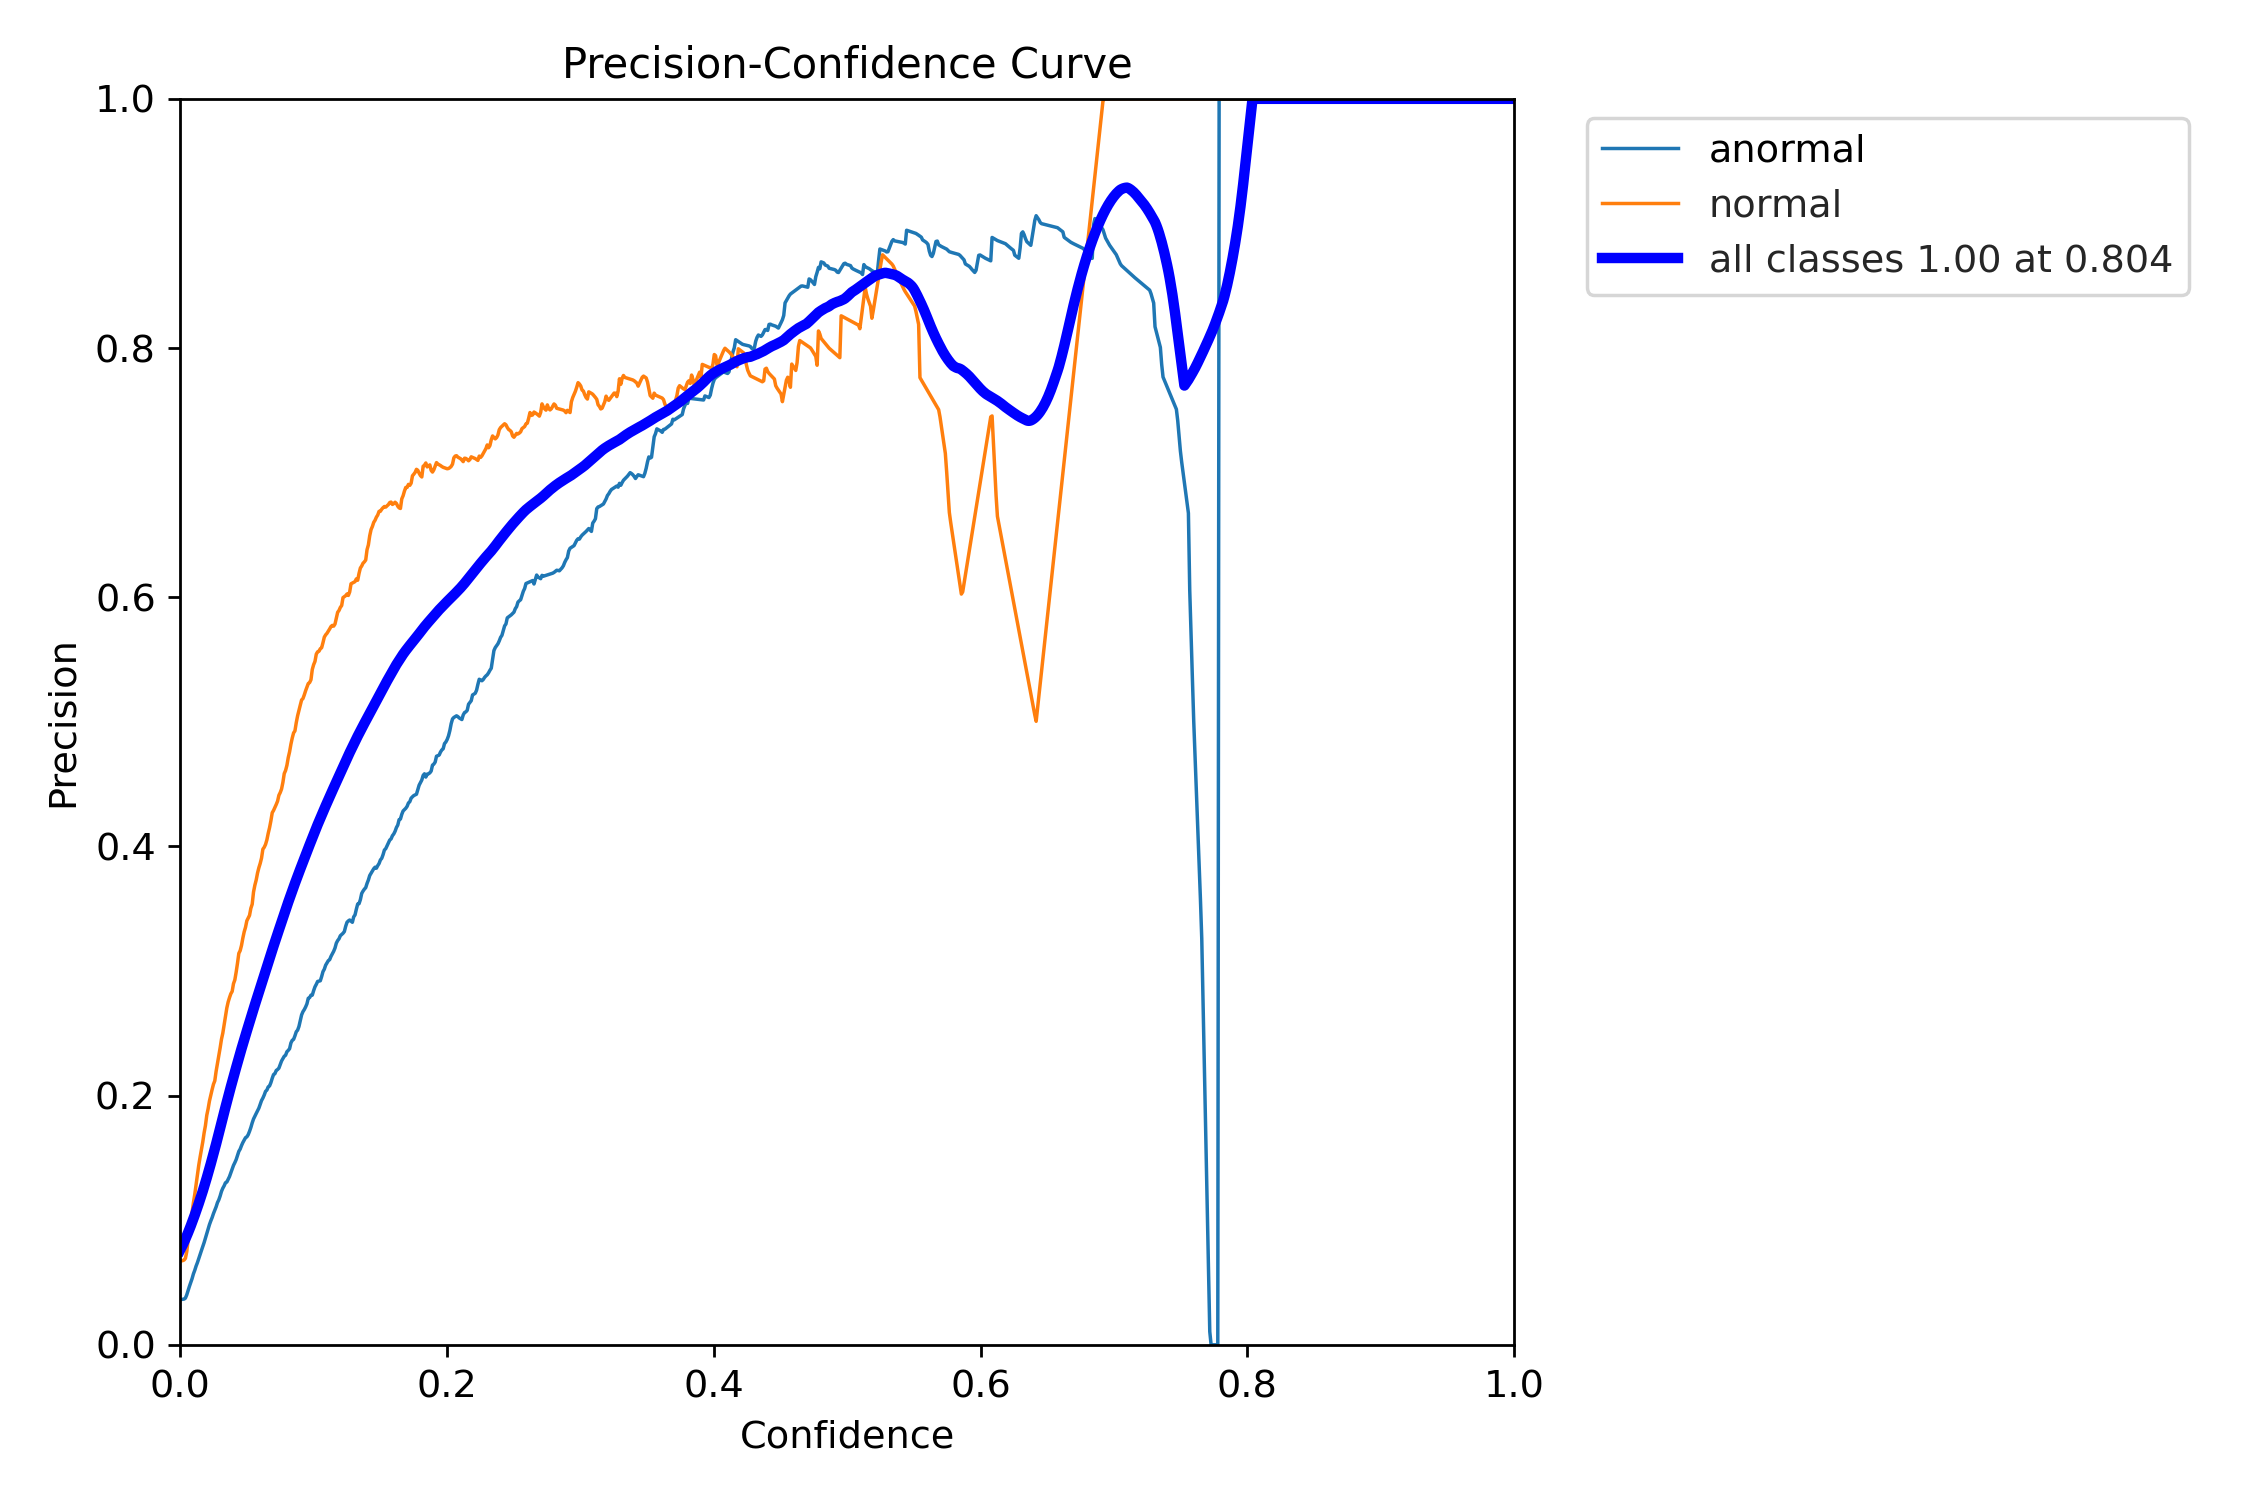 Precision-Confidence Curve
1.0
0.8
0.6
0.4
0.2
0.0
Precision
0.0 0.2 0.4 0.6 0.8 1.0
Confidence
anormal
normal
all classes 1.00 at 0.804